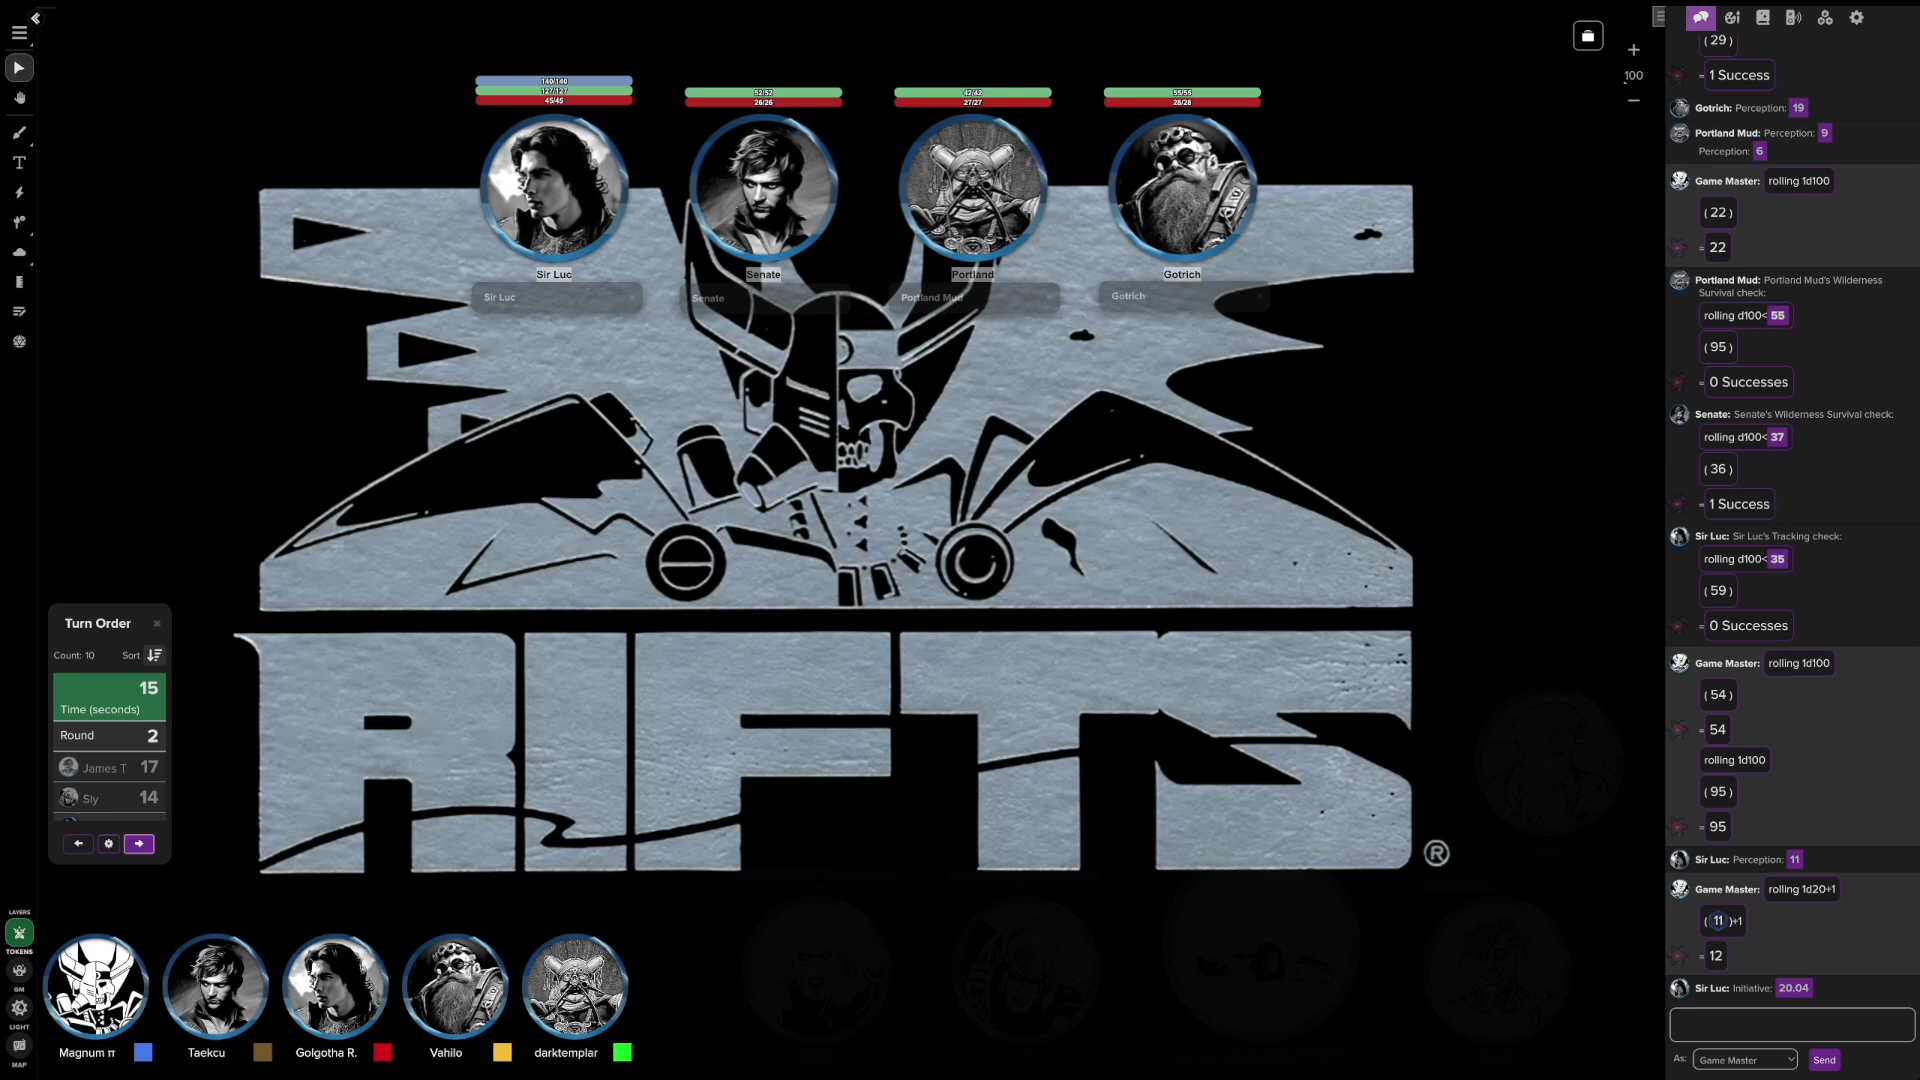 140/140
127/127
45/45
52/52
26/26
42/42
27/27
55/55
28/28
Sir Luc
Senate
Portland
Gotrich
Sir Luc
Senate
Portland Mud
Gotrich
RIFTS
®
100
Turn Order
Count: 10
Sort
15
Time (seconds)
Round
2
James T
17
Sly
14
LAYERS
TOKENS
GM
LIGHT
MAP
Taekcu
Golgotha R.
Vahilo
darktemplar
(29)
= 1 Success
Gotrich: Perception: 19
Portland Mud: Perception: 9
Perception: 6
Game Master: rolling 1d100
(22)
= 22
Portland Mud: Portland Mud's Wilderness
Survival check:
rolling d100<55
(95)
= 0 Successes
Senate: Senate's Wilderness Survival check:
rolling d100<37
(36)
= 1 Success
Sir Luc: Sir Luc's Tracking check:
rolling d100<35
(59)
= 0 Successes
Game Master: rolling 1d100
(54)
= 54
rolling 1d100
(95)
= 95
Sir Luc: Perception: 11
Game Master: rolling 1d20+1
(11)+1
= 12
Sir Luc: Initiative: 20.04
As: Game Master
Send